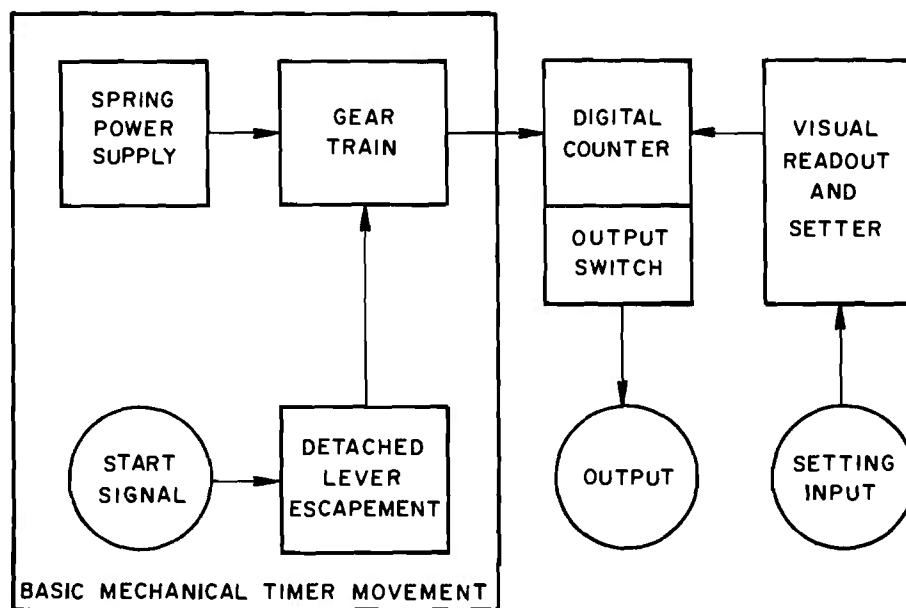 SPRING
POWER
SUPPLY
GEAR
TRAIN
DIGITAL
COUNTER
OUTPUT
SWITCH
VISUAL
READOUT
AND
SETTER
START
SIGNAL
DETACHED
LEVER
ESCAPEMENT
OUTPUT
SETTING
INPUT
BASIC MECHANICAL TIMER MOVEMENT